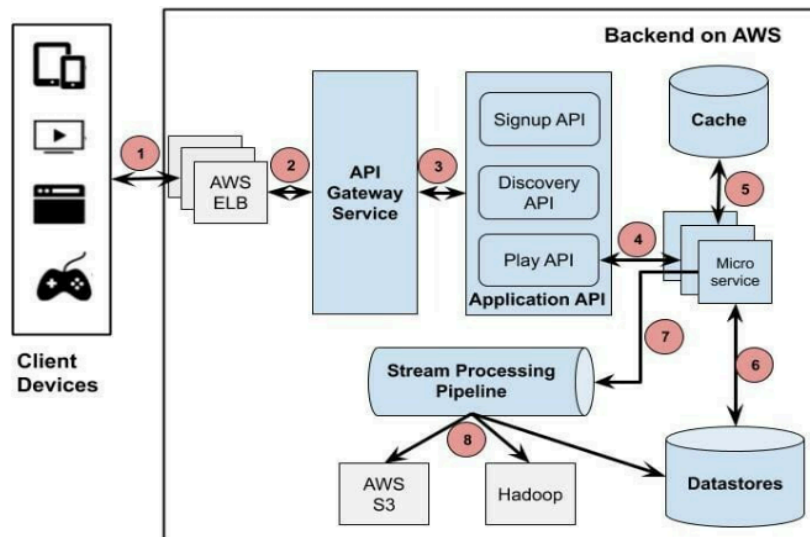 Backend on AWS
Client
Devices
1
AWS
ELB
2
API
Gateway
Service
3
Signup API
Discovery
API
Play API
Application API
4
Cache
5
Micro
service
6
7
Stream Processing
Pipeline
8
AWS
S3
Hadoop
Datastores